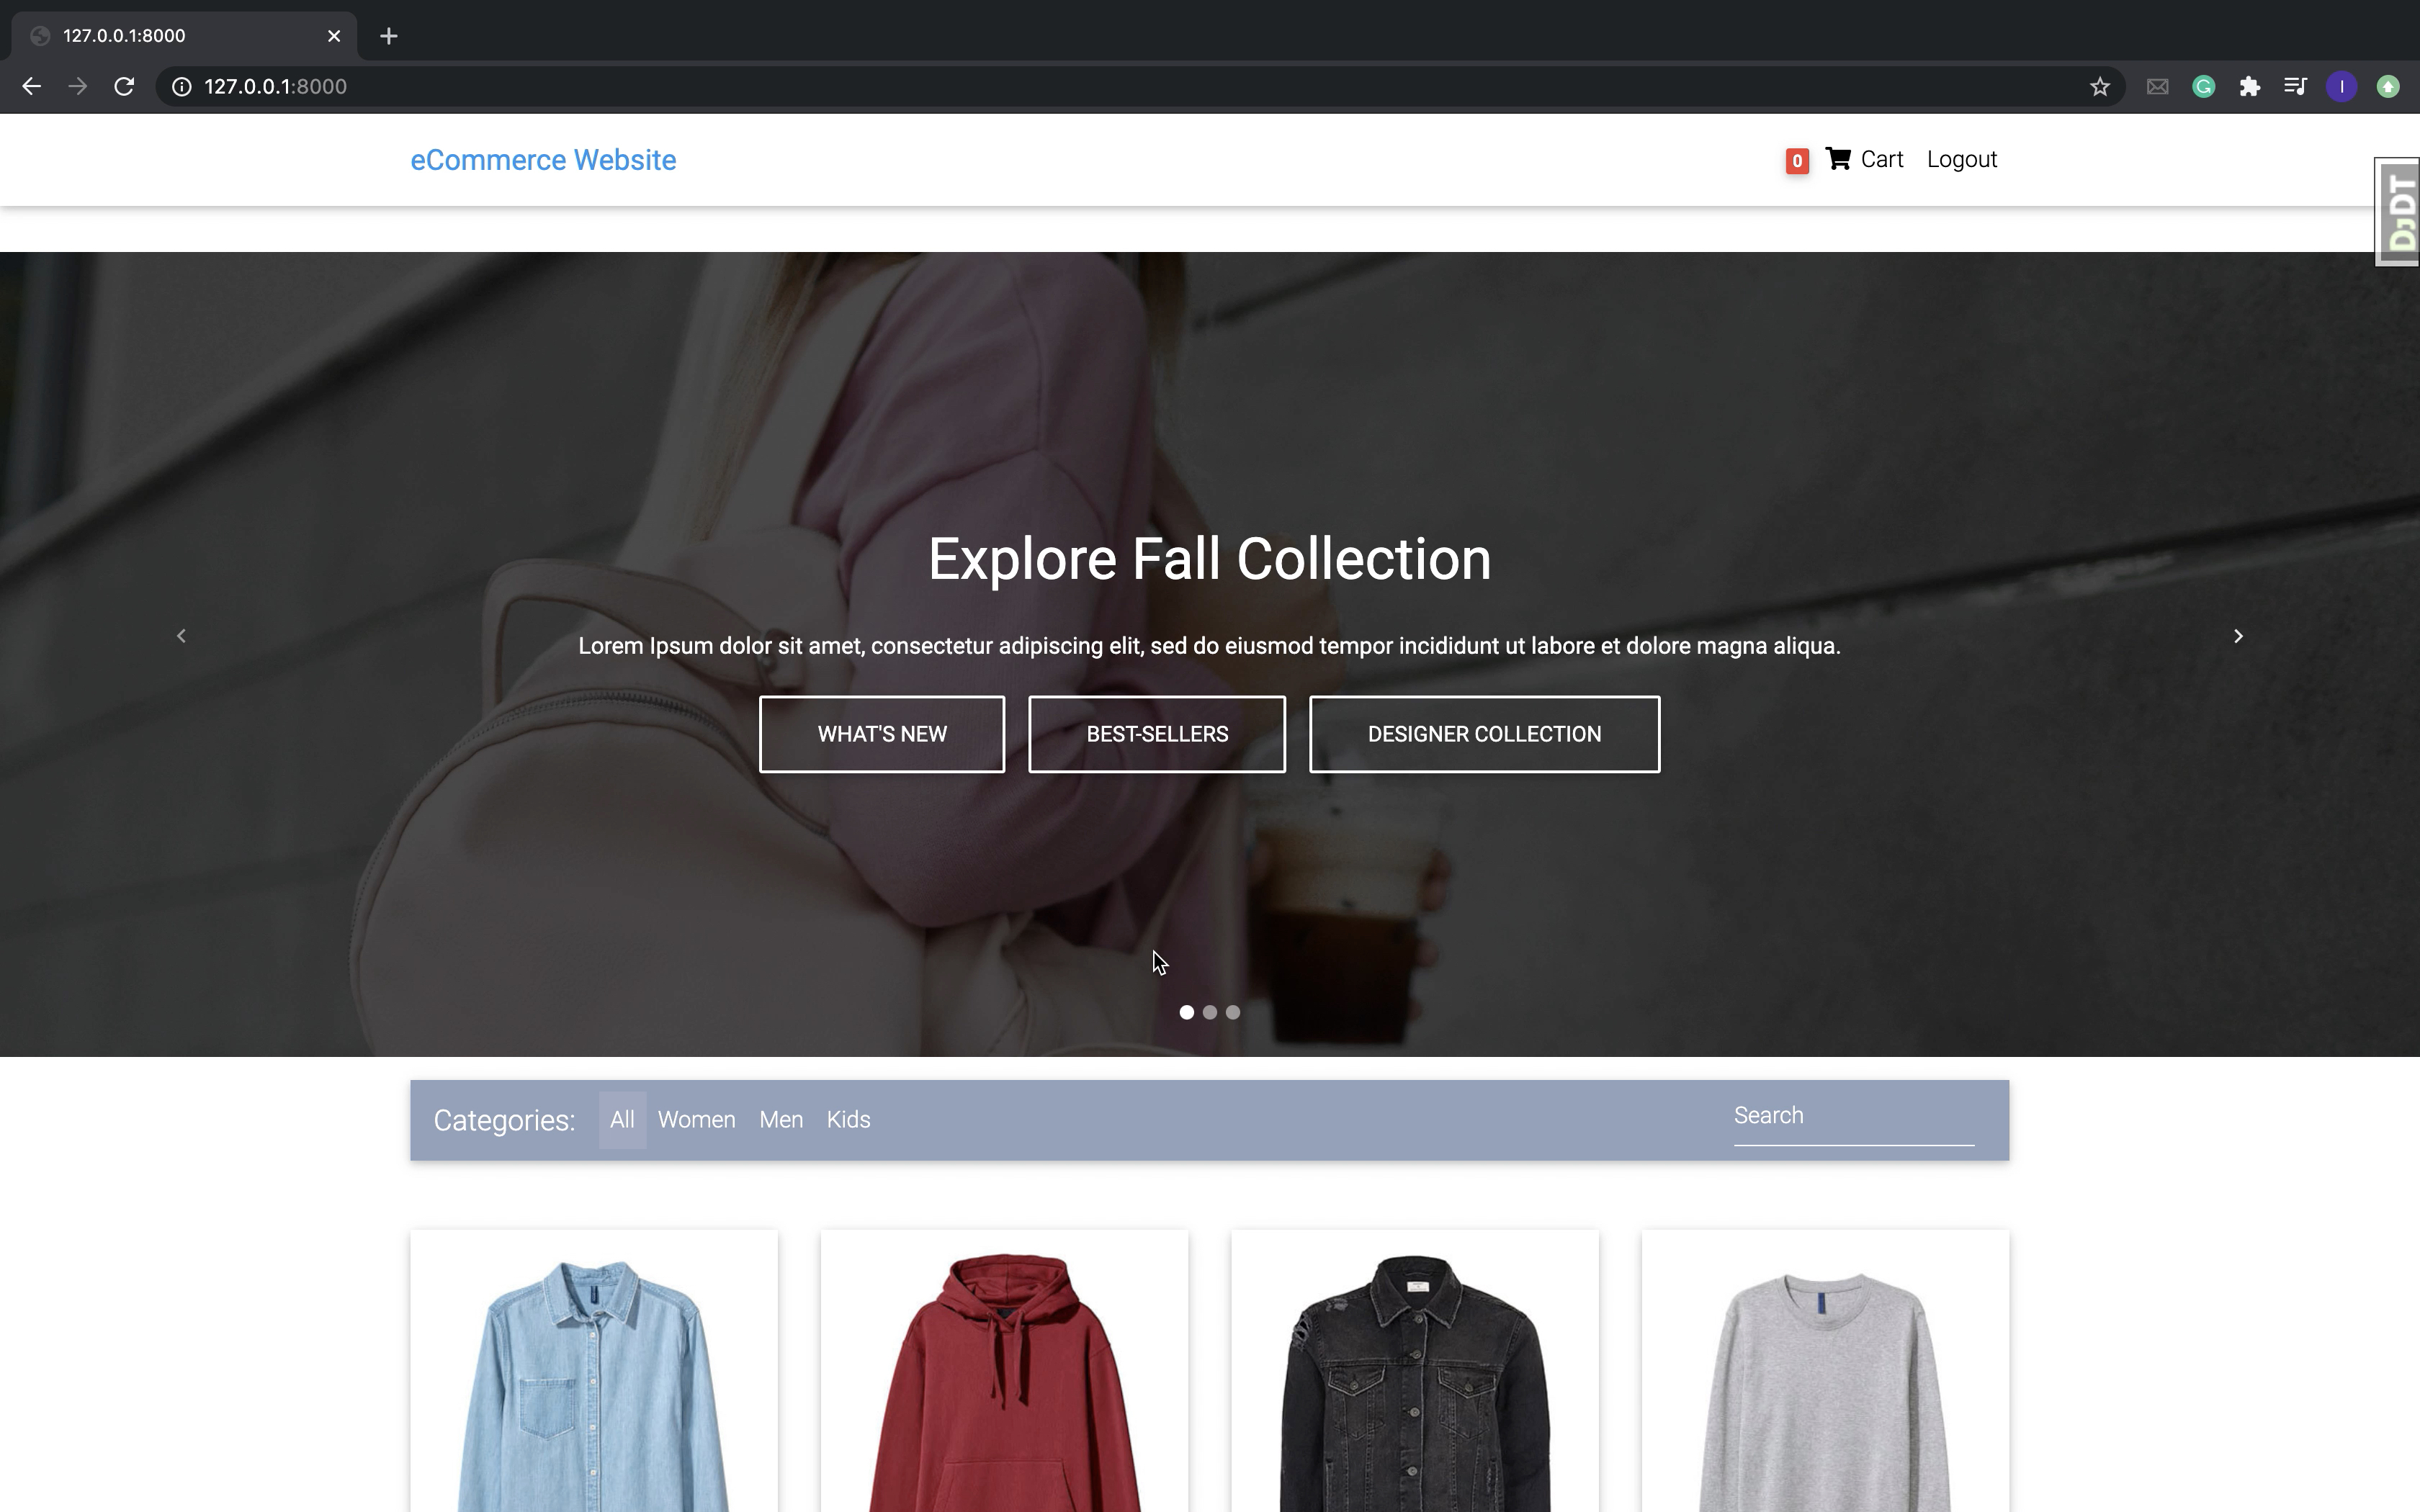 127.0.0.1:8000
127.0.0.1:8000
I
eCommerce Website
0 Cart Logout
DJDT
Explore Fall Collection
Lorem Ipsum dolor sit amet, consectetur adipiscing elit, sed do eiusmod tempor incididunt ut labore et dolore magna aliqua.
WHAT'S NEW BEST-SELLERS DESIGNER COLLECTION
Categories: All Women Men Kids Search